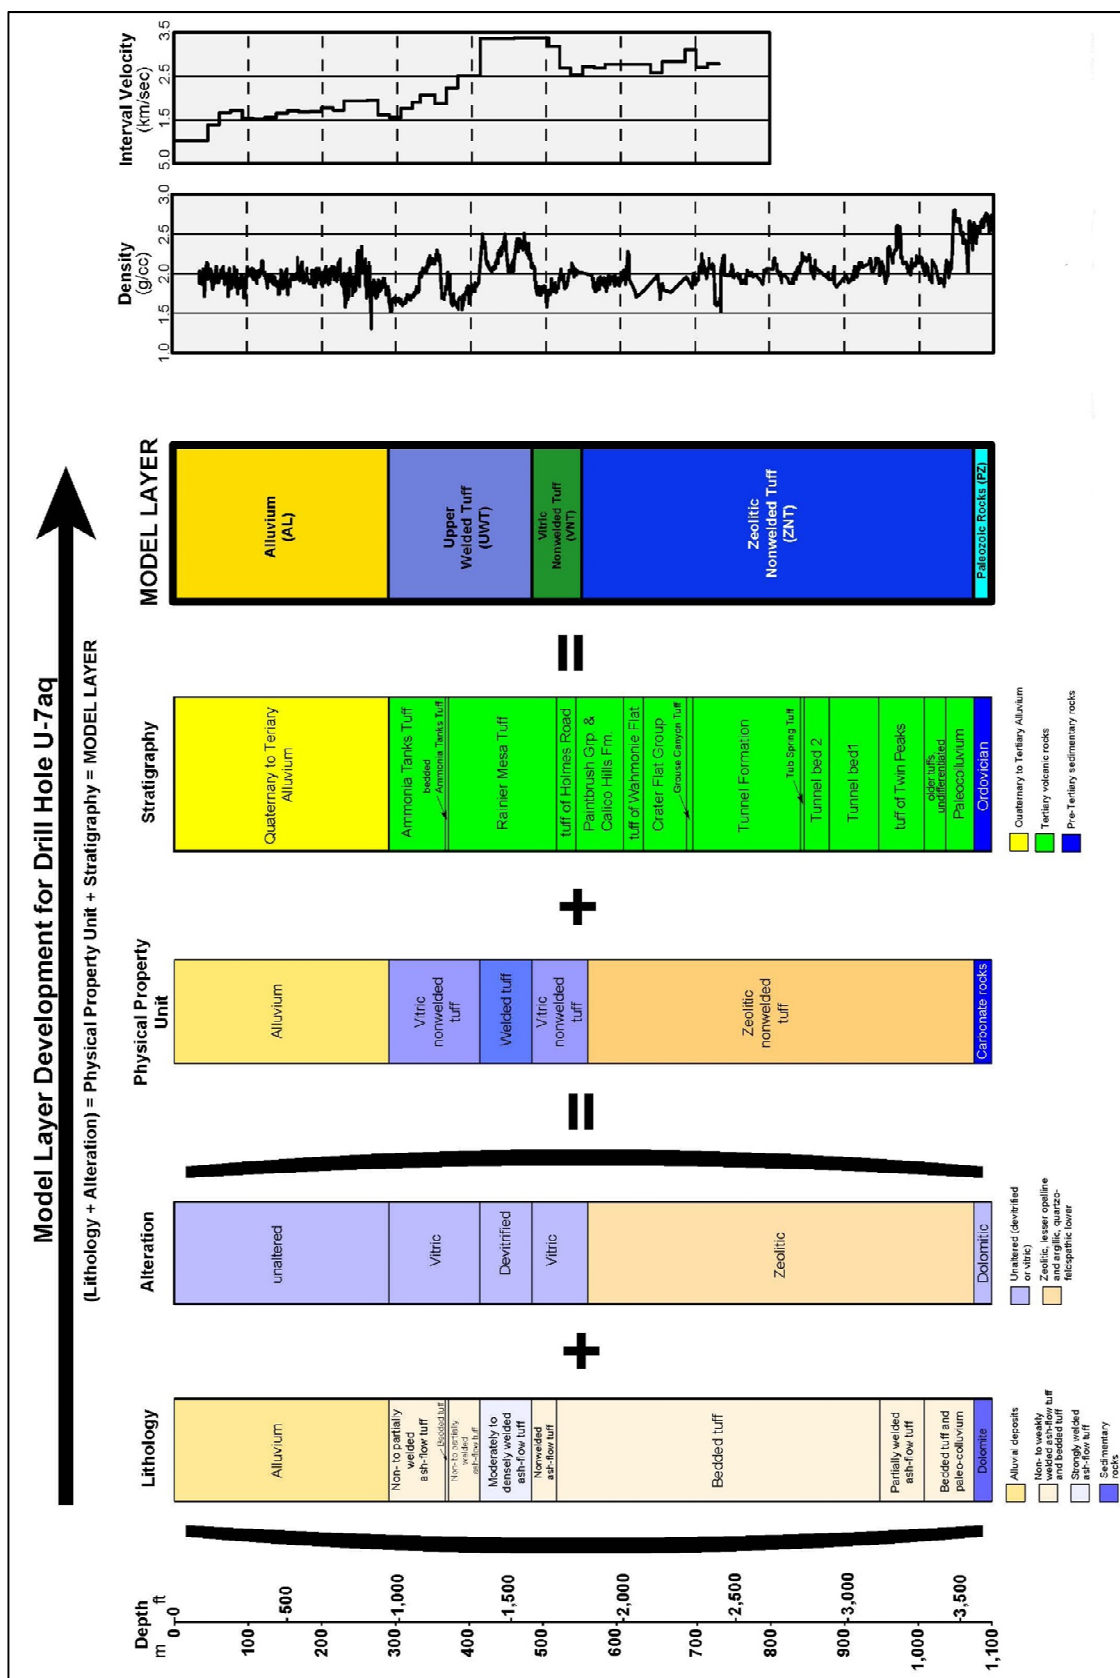 Model Layer Development for Drill Hole U-7aq
(Lithology + Alteration) = Physical Property Unit + Stratigraphy = MODEL LAYER
Depth
m ft
0 0
100
500
200
300
1,000
400
1,500
500
600
2,000
700
2,500
800
900
3,000
1,000
3,500
1,100
Lithology
Alluvium
Non- to partially
welded
ash-flow tuff
Bedded tuff
Non- to partially
welded
ash-flow tuff
Moderately to
densely welded
ash-flow tuff
Nonwelded
ash-flow tuff
Bedded tuff
Partially welded
ash-flow tuff
Bedded tuff and
paleo-colluvium
Dolomite
Alluvial deposits
Non- to weakly
welded ash-flow tuff
and bedded tuff
Strongly welded
ash-flow tuff
Sedimentary
rocks
+
Alteration
unaltered
Vitric
Devitrified
Vitric
Zeolitic
Dolomitic
Unaltered (devitrified
or vitric)
Zeolitic, lesser opalline
and argillic, quartzo-
felcspathic lower
=
Physical Property
Unit
Alluvium
Vitric
nonwelded
tuff
Welded tuff
Vitric
nonwelded
tuff
Zeolitic
nonwelded
tuff
Carbonate rocks
+
Stratigraphy
Quaternary to Tertiary
Alluvium
Ammonia Tanks Tuff
bedded
Ammonia Tanks Tuff
Rainier Mesa Tuff
tuff of Holmes Road
Paintbrush Grp. &
Calico Hills Fm.
tuff of Wahmonie Flat
Crater Flat Group
Grouse Canyon Tuff
Tunnel Formation
Tub Spring Tuff
Tunnel bed 2
Tunnel bed1
tuff of Twin Peaks
older tuffs
undifferentiated
Paleocolluvium
Ordovician
Quaternary to Tertiary Alluvium
Tertiary volcanic rocks
Pre-Tertiary sedimentary rocks
=
MODEL LAYER
Alluvium
(AL)
Upper
Welded Tuff
(UWT)
Vitric
Nonwelded Tuff
(VNT)
Zeolitic
Nonwelded Tuff
(ZNT)
Paleozoic Rocks (PZ)
Density
(g/cc)
1.0 1.5 2.0 2.5 3.0
Interval Velocity
(km/sec)
5.0 1.5 2.5 3.5